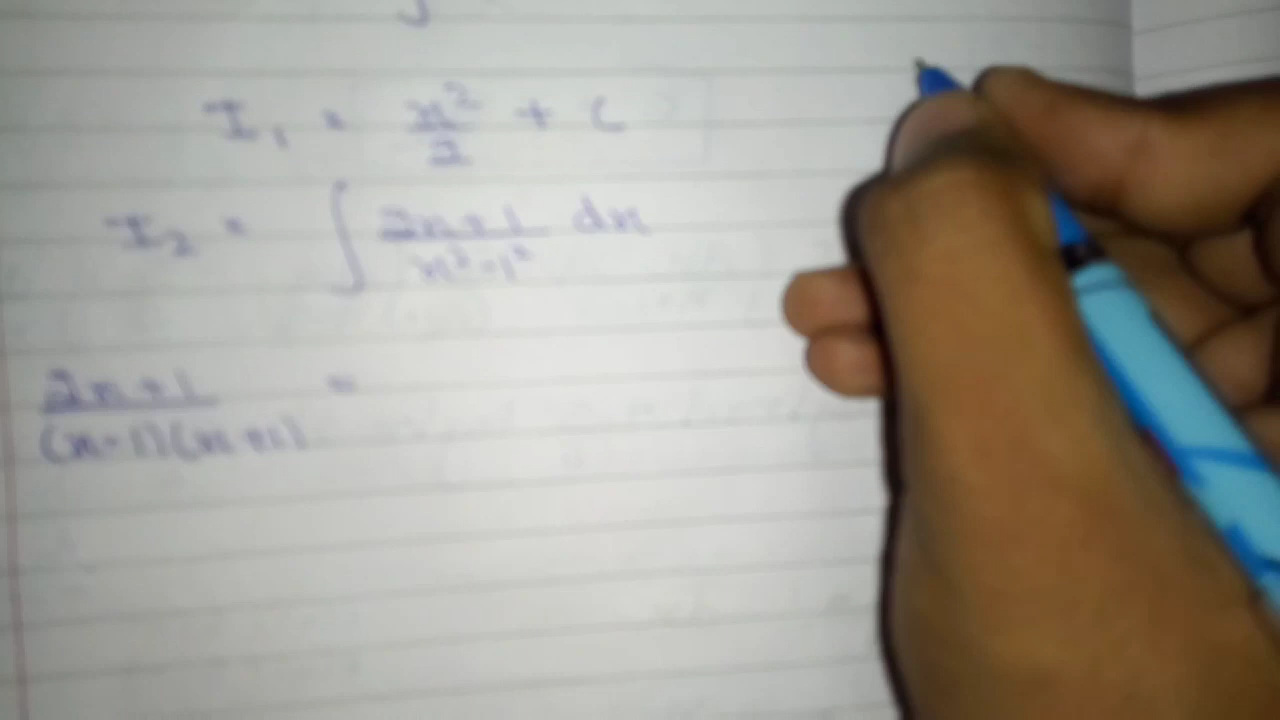 I₁ = x²/2 + c
I₂ = ∫ (2x+1)/(x²-1²) dx
(2x+1)/((x-1)(x+1)) =